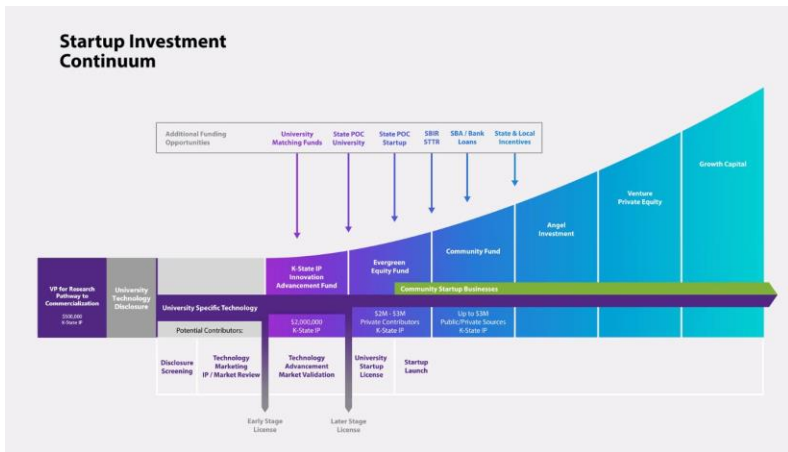 Startup Investment
Continuum
Additional Funding
Opportunities
University
Matching Funds
State POC
University
State POC
Startup
SBIR
STTR
SBA / Bank
Loans
State & Local
Incentives
Growth Capital
Venture
Private Equity
Angel
Investment
Community Fund
Evergreen
Equity Fund
K-State IP
Innovation
Advancement Fund
VP for Research
Pathway to
Commercialization
$500,000
K-State IP
University
Technology
Disclosure
Community Startup Businesses
University Specific Technology
Potential Contributors:
$2,000,000
K-State IP
$2M - $3M
Private Contributors
K-State IP
Up to $3M
Public/Private Sources
K-State IP
Disclosure
Screening
Technology
Marketing
IP / Market Review
Technology
Advancement
Market Validation
University
Startup
License
Startup
Launch
Early Stage
License
Later Stage
License